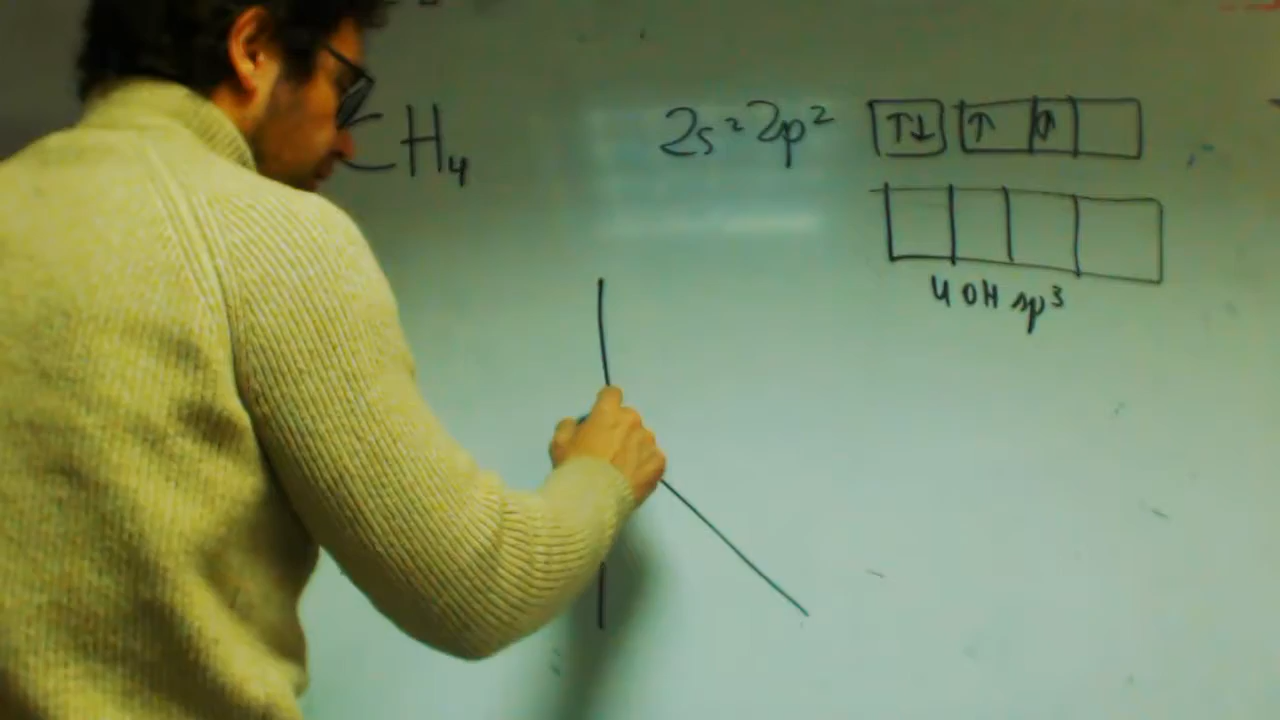 CH₄ 2s²2p² ↑↓ ↑ ↑
4 OH sp³